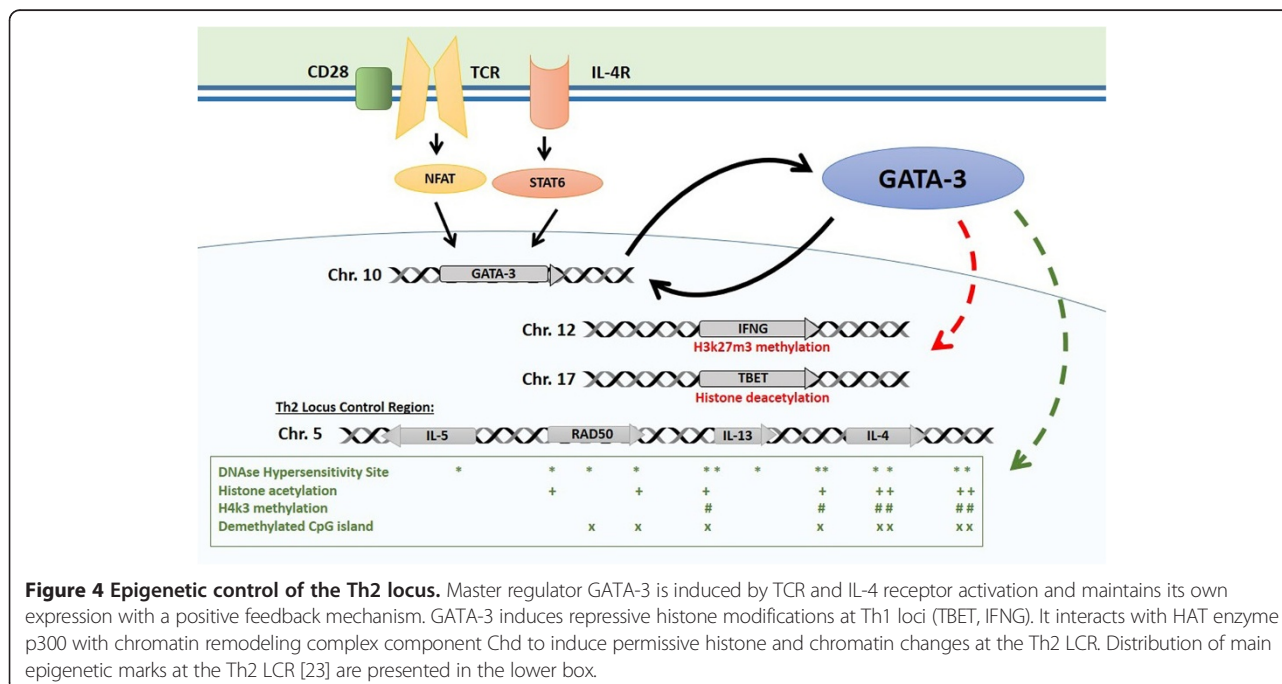 CD28 TCR IL-4R
NFAT STAT6
GATA-3
Chr. 10 GATA-3
Chr. 12 IFNG
H3k27m3 methylation
Chr. 17 TBET
Histone deacetylation
Th2 Locus Control Region:
Chr. 5 IL-5 RAD50 IL-13 IL-4
DNAse Hypersensitivity Site * * * * ** * ** * * * *
Histone acetylation + + + + + + + +
H4k3 methylation # # # # # #
Demethylated CpG island x x x x x x x x
Figure 4 Epigenetic control of the Th2 locus. Master regulator GATA-3 is induced by TCR and IL-4 receptor activation and maintains its own
expression with a positive feedback mechanism. GATA-3 induces repressive histone modifications at Th1 loci (TBET, IFNG). It interacts with HAT enzyme
p300 with chromatin remodeling complex component Chd to induce permissive histone and chromatin changes at the Th2 LCR. Distribution of main
epigenetic marks at the Th2 LCR [23] are presented in the lower box.